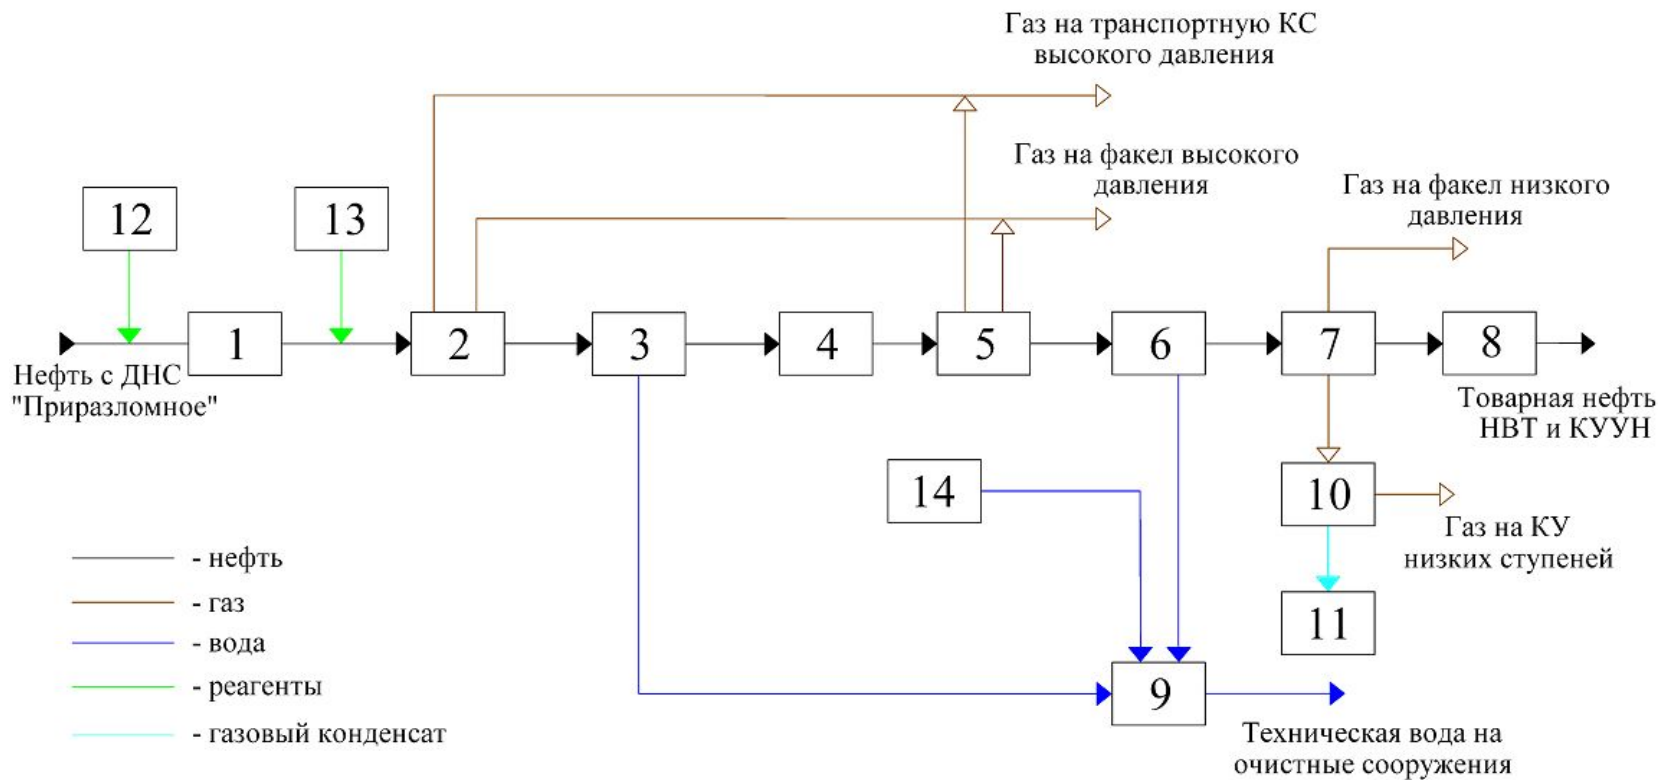 Газ на транспортную КС
высокого давления
Газ на факел высокого
давления
Газ на факел низкого
давления
12
13
1
2
3
4
5
6
7
8
Нефть с ДНС
"Приразломное"
Товарная нефть
НВТ и КУУН
14
10
Газ на КУ
низких ступеней
- нефть
- газ
- вода
- реагенты
- газовый конденсат
11
9
Техническая вода на
очистные сооружения